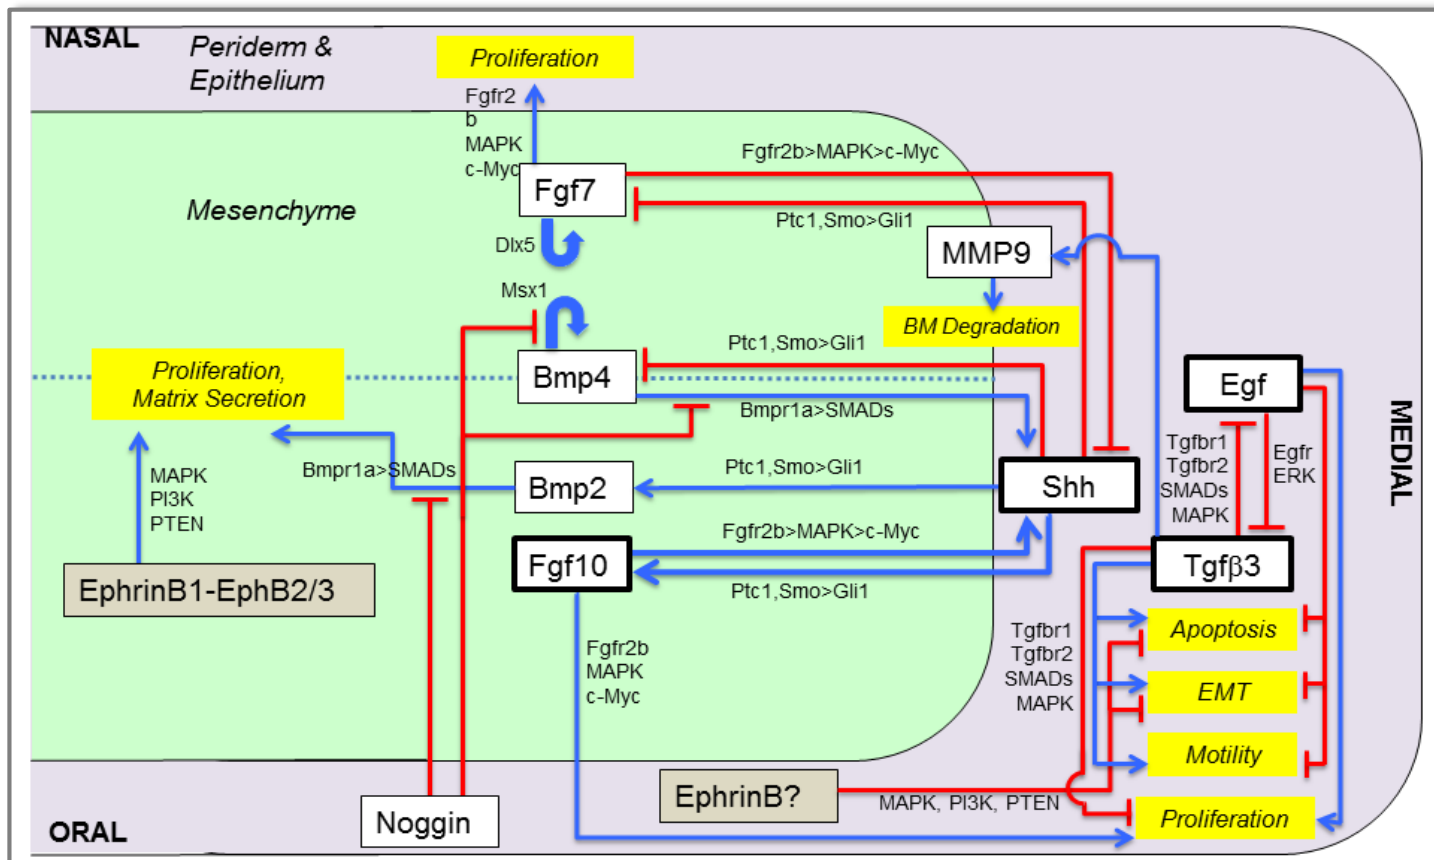 NASAL
Periderm &
Epithelium
Proliferation
Fgfr2
b
MAPK
c-Myc
Fgfr2b>MAPK>c-Myc
Fgf7
Mesenchyme
Ptc1,Smo>Gli1
Dlx5
MMP9
Msx1
BM Degradation
Ptc1,Smo>Gli1
Proliferation,
Matrix Secretion
Bmp4
Egf
Bmpr1a>SMADs
MEDIAL
Tgfbr1
Tgfbr2
SMADs
MAPK
Egfr
ERK
MAPK
PI3K
PTEN
Bmpr1a>SMADs
Bmp2
Ptc1,Smo>Gli1
Shh
Fgfr2b>MAPK>c-Myc
Fgf10
Tgfβ3
EphrinB1-EphB2/3
Ptc1,Smo>Gli1
Tgfbr1
Tgfbr2
SMADs
MAPK
Apoptosis
Fgfr2b
MAPK
c-Myc
EMT
Motility
EphrinB?
MAPK, PI3K, PTEN
Noggin
Proliferation
ORAL